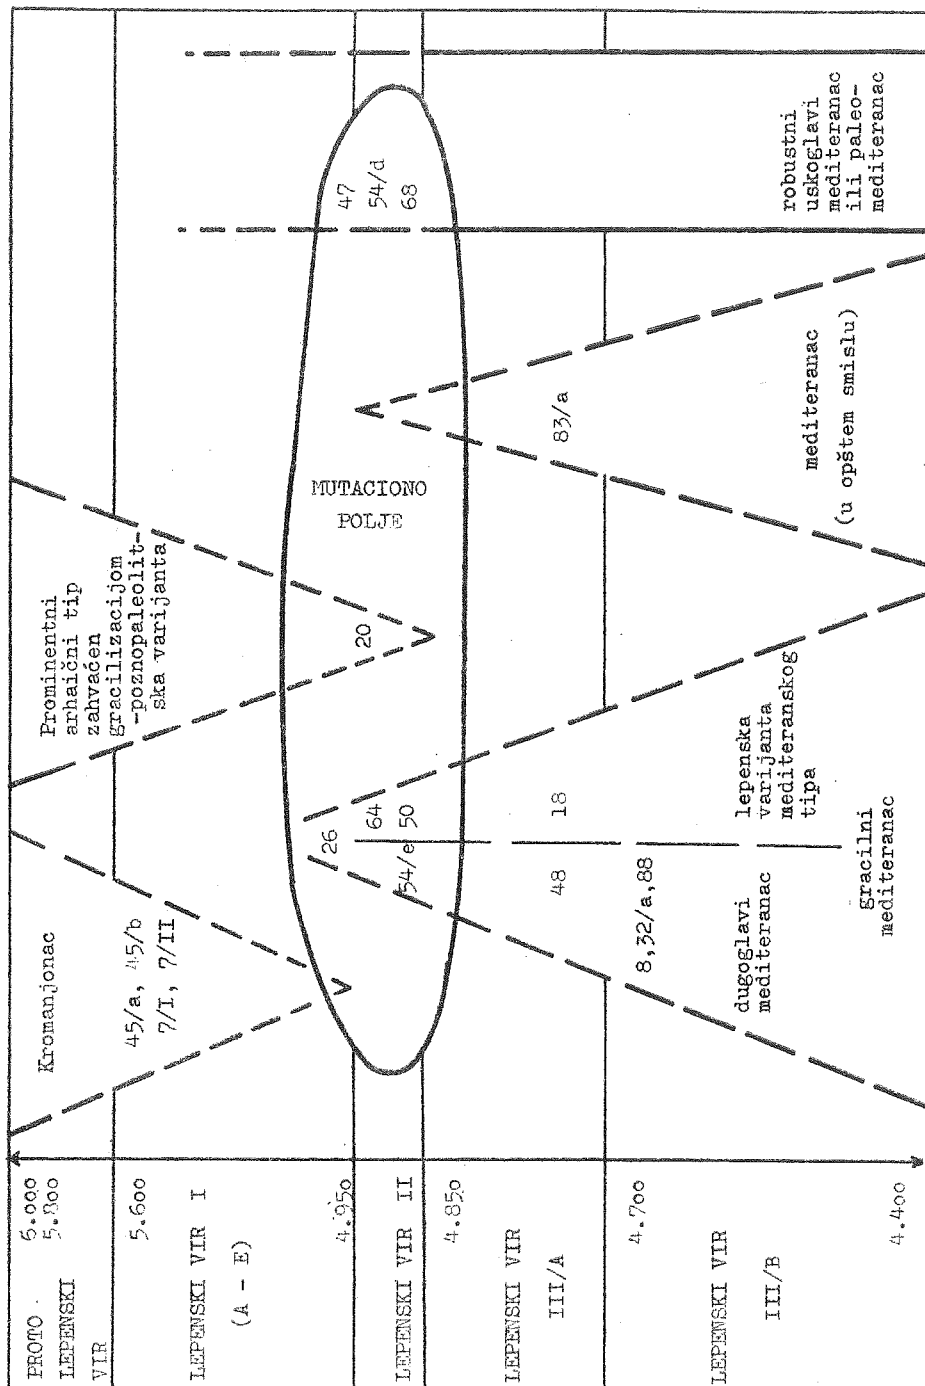 PROTO
LEPENSKI
VIR
6.000
5.800
5.600
LEPENSKI VIR I
(A - E)
4.950
LEPENSKI VIR II
4.850
LEPENSKI VIR
III/A
4.700
LEPENSKI VIR
III/B
4.400
Kromanjonac
45/a, 45/b
7/I, 7/II
Prominentni
arhaični tip
zahvaćen
gracilizacijom
-poznopaleolit-
ska varijanta
20
MUTACIONO
POLJE
47
54/d
68
26
64
54/e 50
48
18
83/a
8,32/a,88
dugoglavi
mediteranac
lepenska
varijanta
mediteranskog
tipa
gracilni
mediteranac
mediteranac
(u opštem smislu)
robustni
uskoglavi
mediteranac
ili paleo-
mediteranac